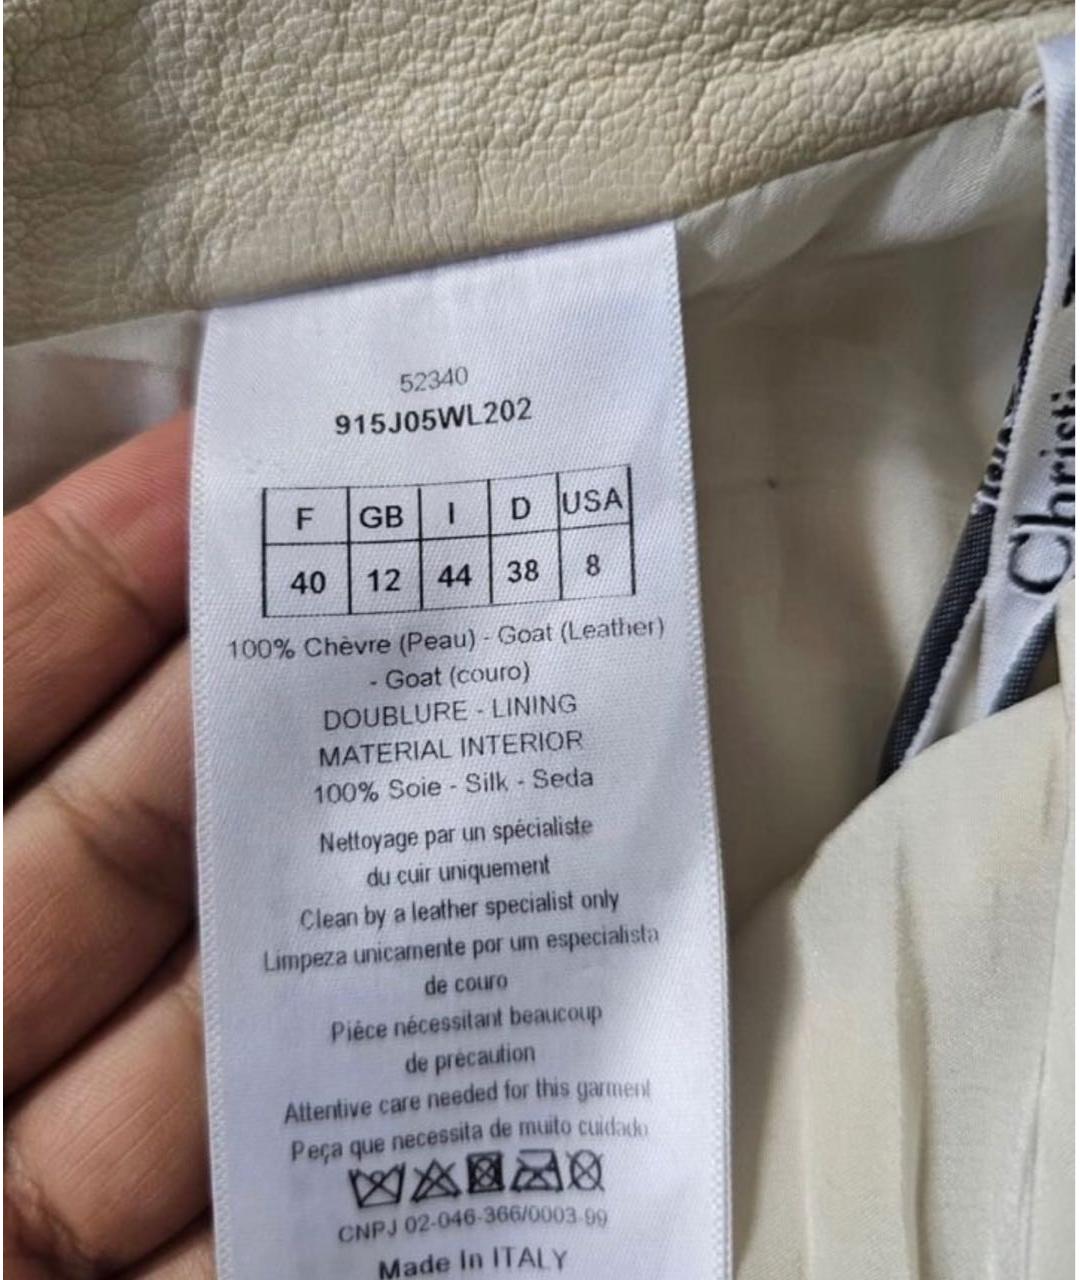 52340
915J05WL202
F GB I D USA
40 12 44 38 8
100% Chèvre (Peau) - Goat (Leather)
- Goat (couro)
DOUBLURE - LINING
MATERIAL INTERIOR
100% Soie - Silk - Seda
Nettoyage par un spécialiste
du cuir uniquement
Clean by a leather specialist only
Limpeza unicamente por um especialista
de couro
Piéce nécessitant beaucoup
de précaution
Attentive care needed for this garment
Peça que necessita de muito cuidado
CNPJ 02-046-366/0003-99
Made In ITALY
Christia